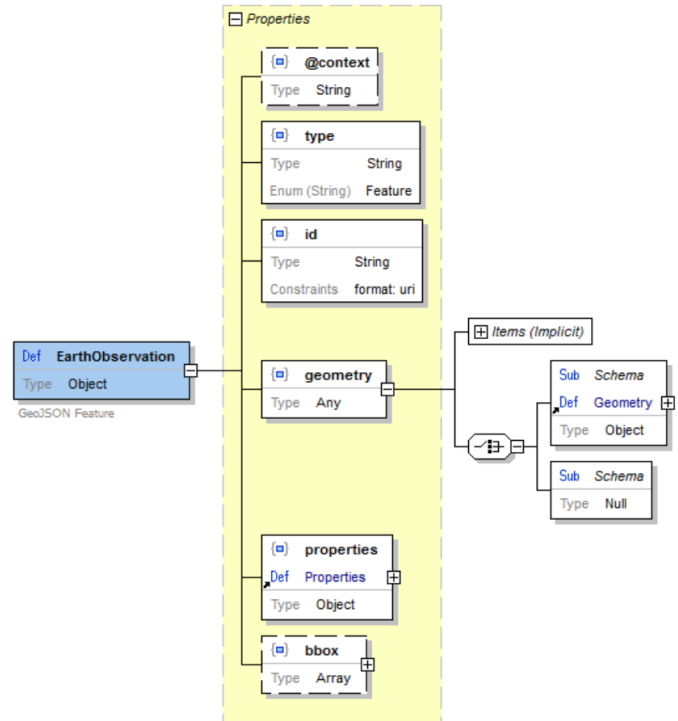 Properties
@context
Type String
type
Type String
Enum (String) Feature
id
Type String
Constraints format: uri
Def EarthObservation
Type Object
GeoJSON Feature
geometry
Type Any
Items (Implicit)
Sub Schema
Def Geometry
Type Object
Sub Schema
Type Null
properties
Def Properties
Type Object
bbox
Type Array